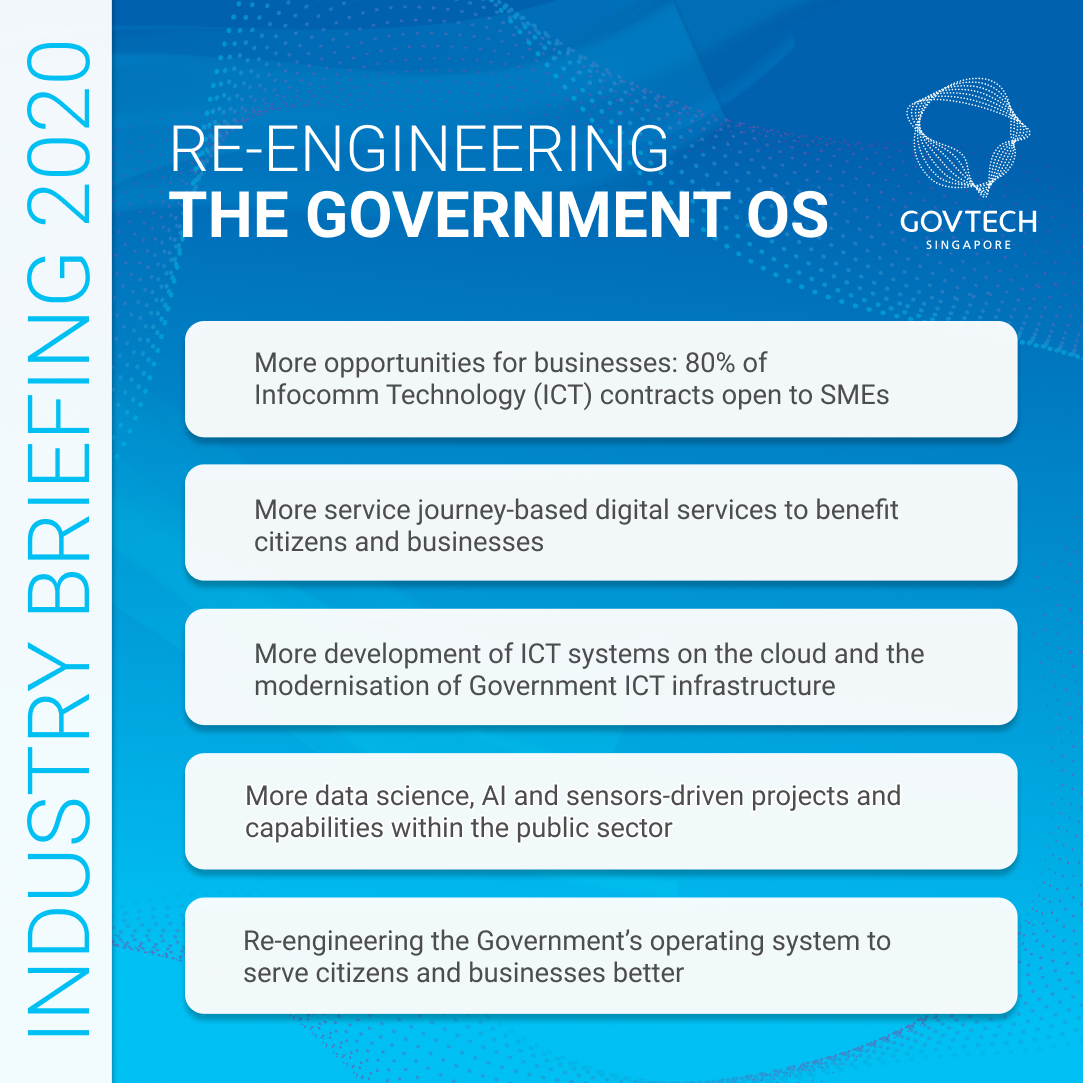 INDUSTRY BRIEFING 2020
RE-ENGINEERING
THE GOVERNMENT OS
GOVTECH
SINGAPORE
More opportunities for businesses: 80% of
Infocomm Technology (ICT) contracts open to SMEs
More service journey-based digital services to benefit
citizens and businesses
More development of ICT systems on the cloud and the
modernisation of Government ICT infrastructure
More data science, AI and sensors-driven projects and
capabilities within the public sector
Re-engineering the Government’s operating system to
serve citizens and businesses better